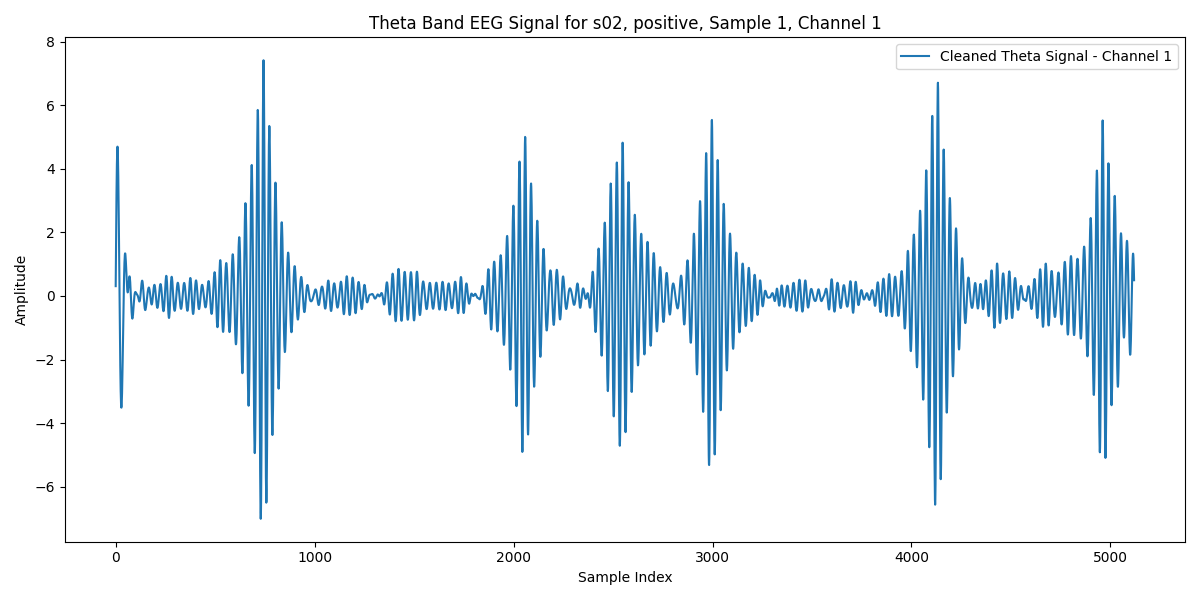 Theta Band EEG Signal for s02, positive, Sample 1, Channel 1
Cleaned Theta Signal - Channel 1
Amplitude
8
6
4
2
0
−2
−4
−6
0 1000 2000 3000 4000 5000
Sample Index